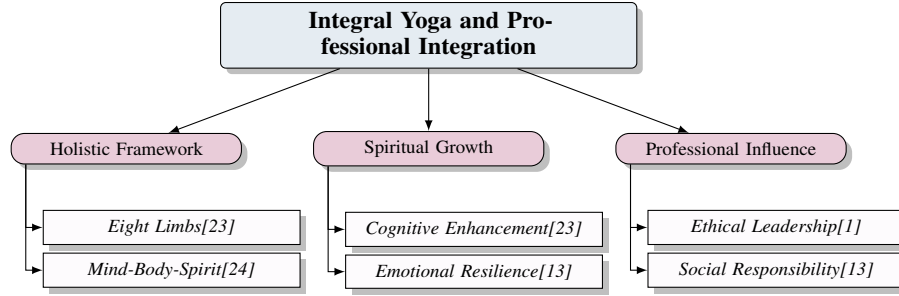 Integral Yoga and Pro-
fessional Integration
Holistic Framework
Spiritual Growth
Professional Influence
Eight Limbs[23]
Cognitive Enhancement[23]
Ethical Leadership[1]
Mind-Body-Spirit[24]
Emotional Resilience[13]
Social Responsibility[13]